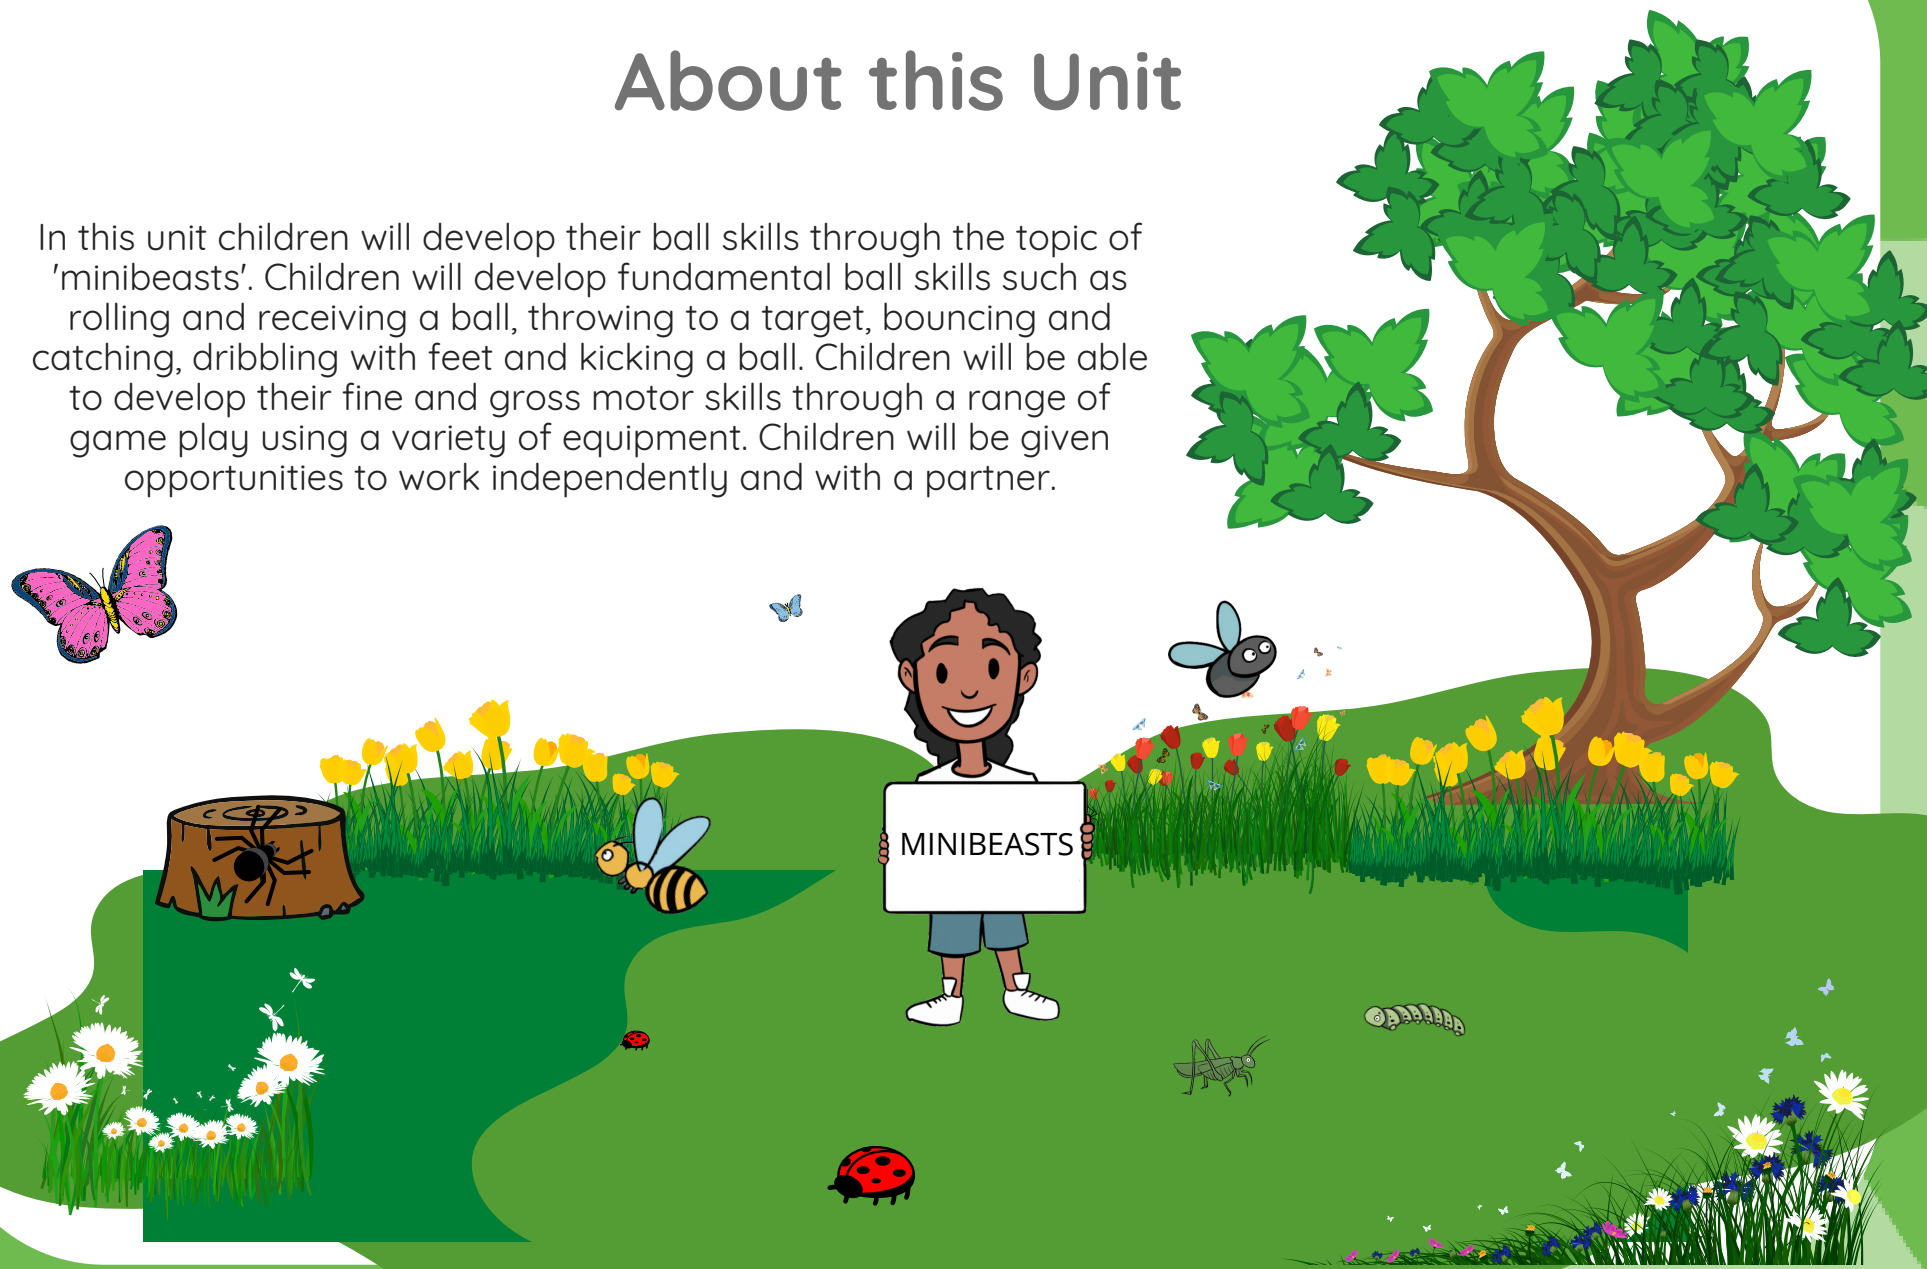 About this Unit
In this unit children will develop their ball skills through the topic of
'minibeasts'. Children will develop fundamental ball skills such as
rolling and receiving a ball, throwing to a target, bouncing and
catching, dribbling with feet and kicking a ball. Children will be able
to develop their fine and gross motor skills through a range of
game play using a variety of equipment. Children will be given
opportunities to work independently and with a partner.
MINIBEASTS